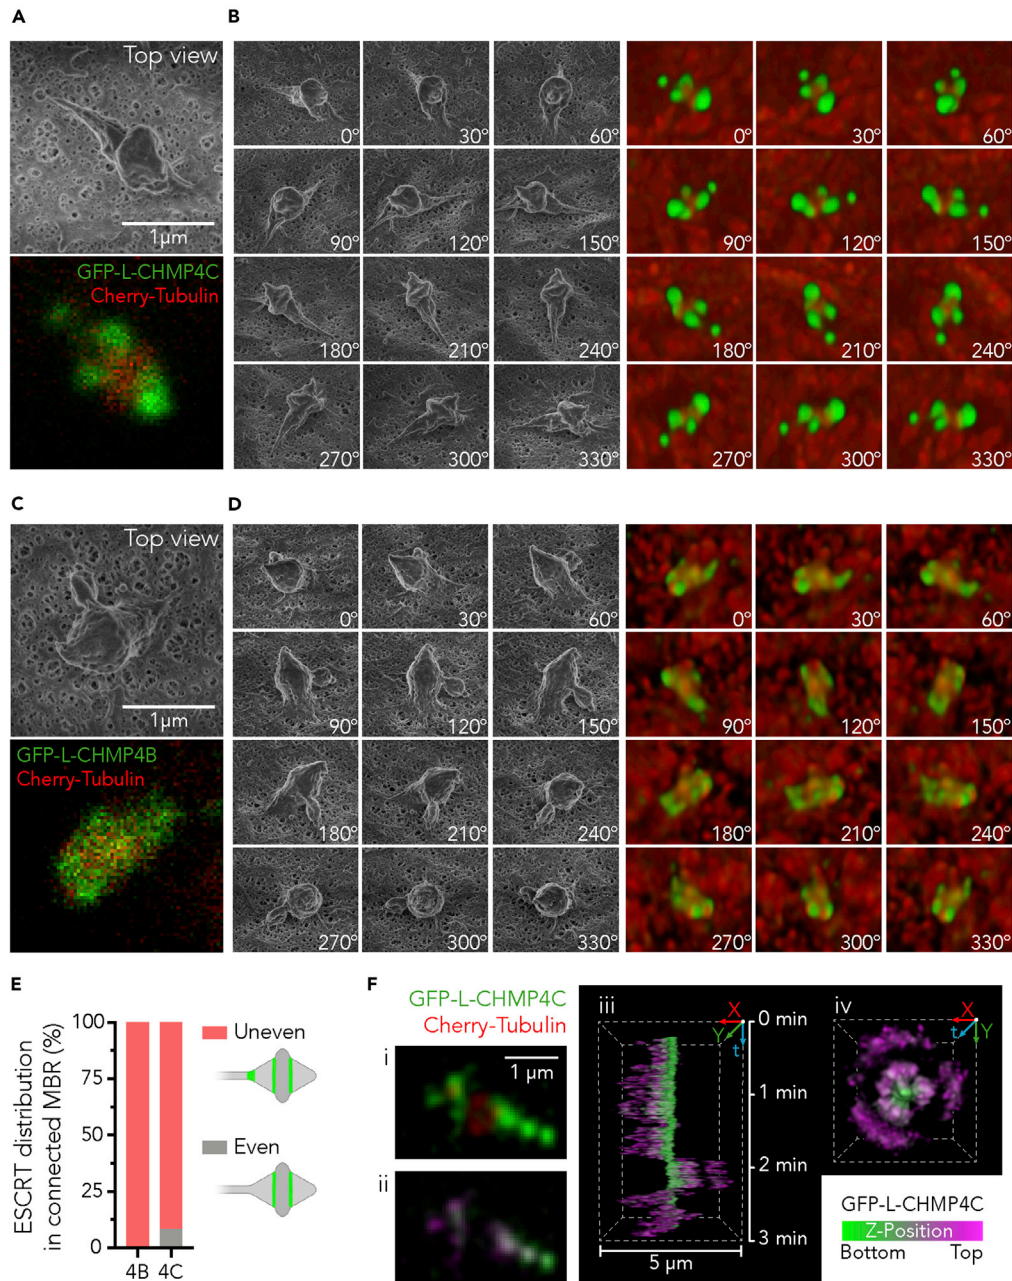 A
B
Top view
1μm
GFP-L-CHMP4C
Cherry-Tubulin
0° 30° 60° 0° 30° 60°
90° 120° 150° 90° 120° 150°
180° 210° 240° 180° 210° 240°
270° 300° 330° 270° 300° 330°
C
D
Top view
1μm
GFP-L-CHMP4B
Cherry-Tubulin
0° 30° 60° 0° 30° 60°
90° 120° 150° 90° 120° 150°
180° 210° 240° 180° 210° 240°
270° 300° 330° 270° 300° 330°
E
ESCRT distribution
in connected MBR (%)
100
75
50
25
0
4B 4C
Uneven
Even
F
GFP-L-CHMP4C
Cherry-Tubulin
i
1 μm
ii
iii
X
Y
t
0 min
1 min
2 min
3 min
5 μm
iv
X
t
Y
GFP-L-CHMP4C
Z-Position
Bottom Top